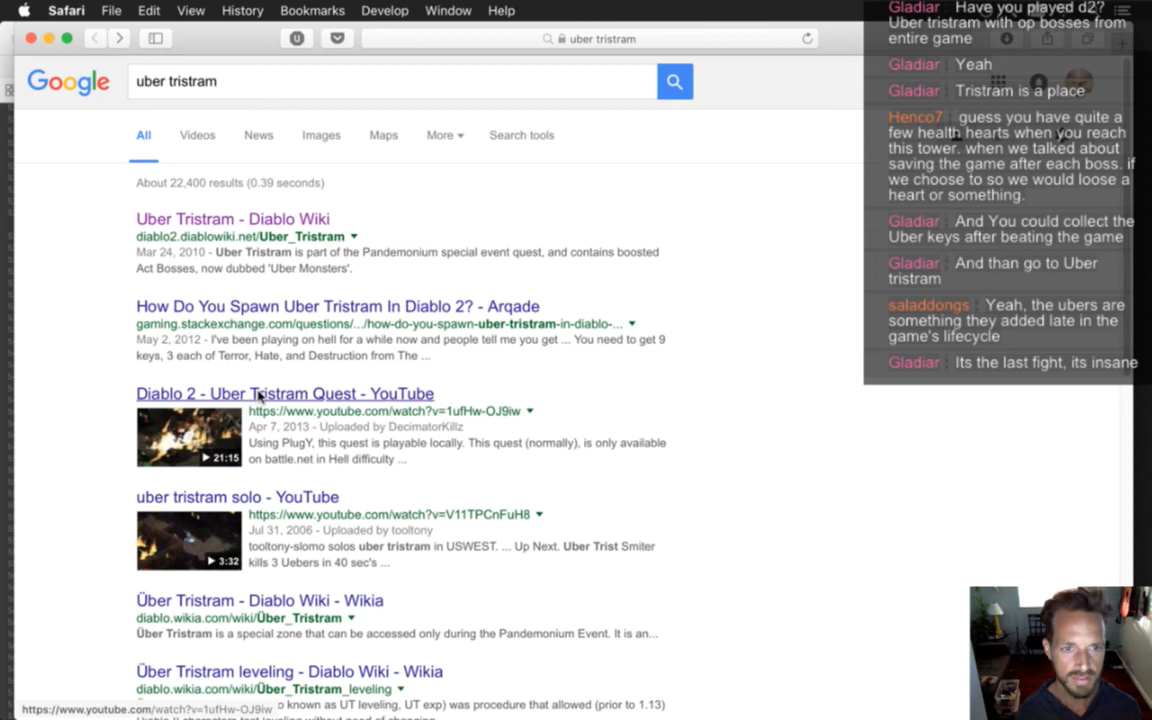 Safari File Edit View History Bookmarks Develop Window Help
uber tristram
Google
uber tristram
All Videos News Images Maps More Search tools
About 22,400 results (0.39 seconds)
Uber Tristram - Diablo Wiki
diablo2.diablowiki.net/Uber_Tristram
Mar 24, 2010 - Uber Tristram is part of the Pandemonium special event quest, and contains boosted
Act Bosses, now dubbed 'Uber Monsters'.
How Do You Spawn Uber Tristram In Diablo 2? - Arqade
gaming.stackexchange.com/questions/.../how-do-you-spawn-uber-tristram-in-diablo-...
May 2, 2012 - I've been playing on hell for a while now and people tell me you get ... You need to get 9
keys, 3 each of Terror, Hate, and Destruction from The ...
Diablo 2 - Uber Tristram Quest - YouTube
https://www.youtube.com/watch?v=1ufHw-OJ9iw
Apr 7, 2013 - Uploaded by DecimatorKillz
Using PlugY, this quest is playable locally. This quest (normally), is only available
on battle.net in Hell difficulty ...
21:15
uber tristram solo - YouTube
https://www.youtube.com/watch?v=V11TPCnFuH8
Jul 31, 2006 - Uploaded by tooltony
tooltony-slomo solos uber tristram in USWEST. ... Up Next. Uber Trist Smiter
kills 3 Uebers in 40 sec's ...
3:32
Über Tristram - Diablo Wiki - Wikia
diablo.wikia.com/wiki/Über_Tristram
Über Tristram is a special zone that can be accessed only during the Pandemonium Event. It is an...
Über Tristram leveling - Diablo Wiki - Wikia
diablo.wikia.com/wiki/Über_Tristram_leveling
o known as UT leveling, UT exp) was procedure that allowed (prior to 1.13)
https://www.youtube.com/watch?v=1ufHw-OJ9iw
Gladiar Have you played d2?
Uber tristram with op bosses from
entire game
Gladiar Yeah
Gladiar Tristram is a place
Henco7 guess you have quite a
few health hearts when you reach
this tower. when we talked about
saving the game after each boss. if
we choose to so we would loose a
heart or something.
Gladiar And You could collect the
Uber keys after beating the game
Gladiar And than go to Uber
tristram
saladdongs Yeah, the ubers are
something they added late in the
game's lifecycle
Gladiar Its the last fight, its insane